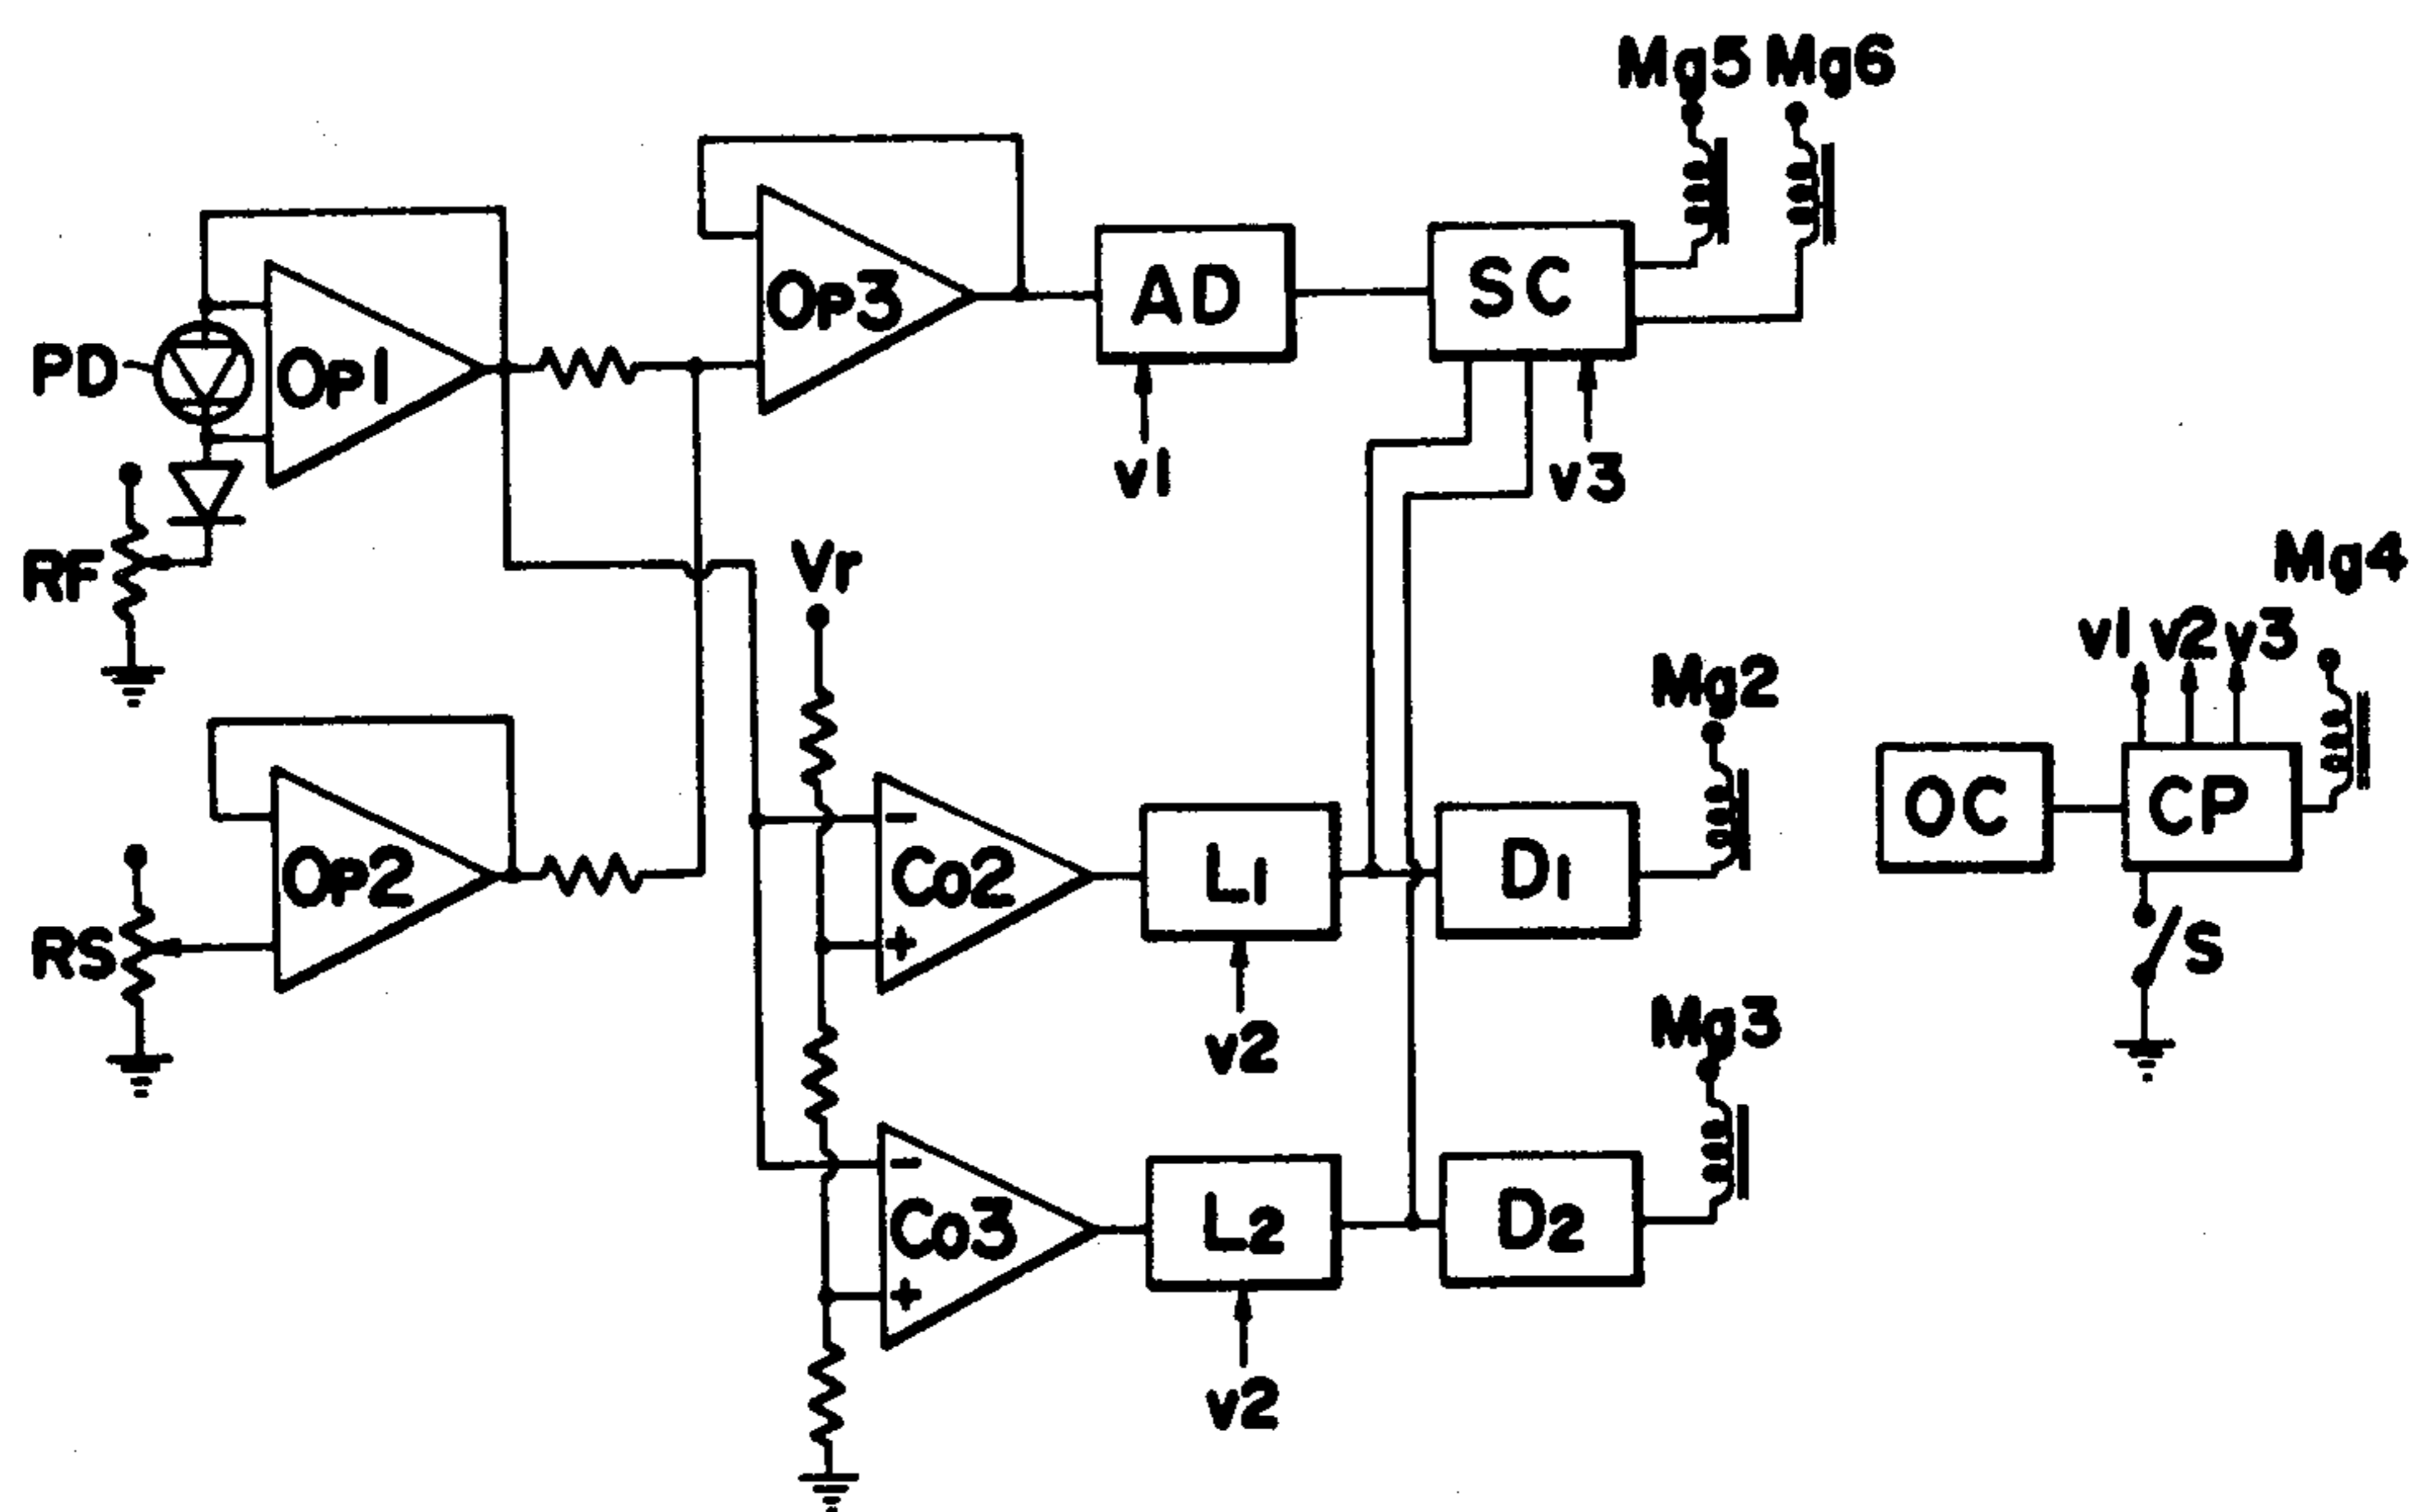 Mg5 Mg6
Op3
AD
SC
PD
Op1
v1
v3
RF
Vr
Mg4
v1 v2 v3
Mg2
OC
CP
Op2
Co2
L1
D1
RS
S
v2
Mg3
Co3
L2
D2
v2
-
+
-
+